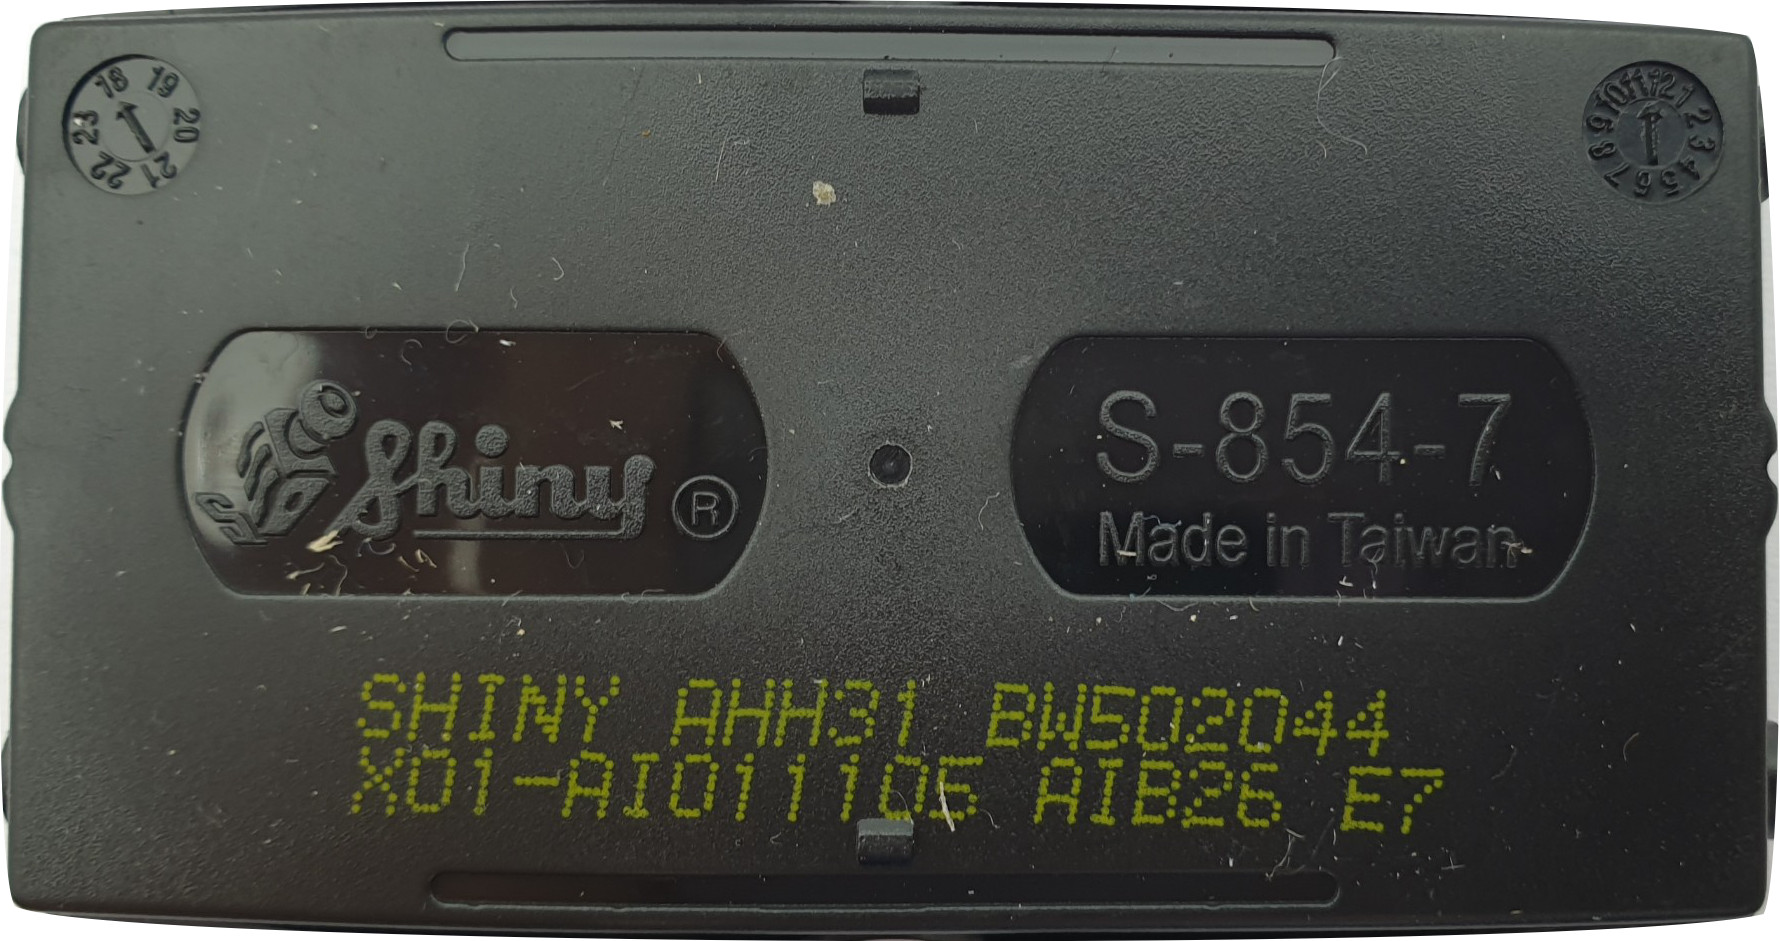 18 19 20 21 22 23
1 2 3 4 5 6 7 8 9 10 11 12
Shiny ®
S-854-7
Made in Taiwan
SHINY AHH31 BW502044
X01-AI011105 AIB26 E7